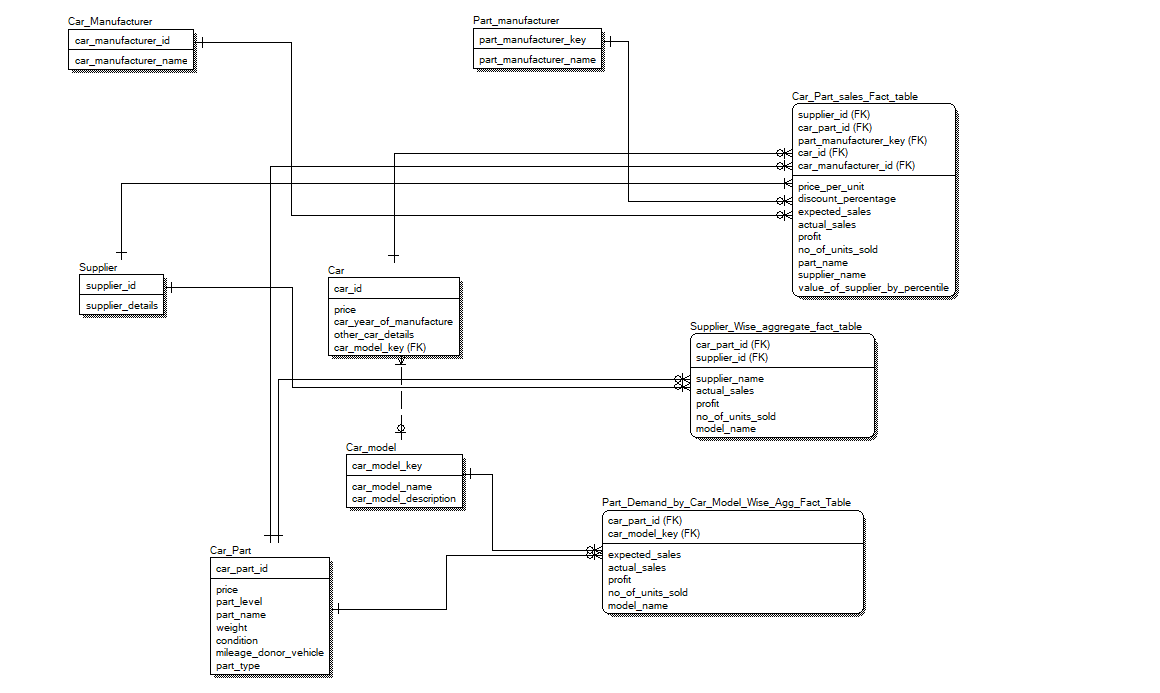 Car_Manufacturer
car_manufacturer_id
car_manufacturer_name
Part_manufacturer
part_manufacturer_key
part_manufacturer_name
Car_Part_sales_Fact_table
supplier_id (FK)
car_part_id (FK)
part_manufacturer_key (FK)
car_id (FK)
car_manufacturer_id (FK)
price_per_unit
discount_percentage
expected_sales
actual_sales
profit
no_of_units_sold
part_name
supplier_name
value_of_supplier_by_percentile
Supplier
supplier_id
supplier_details
Car
car_id
price
car_year_of_manufacture
other_car_details
car_model_key (FK)
Supplier_Wise_aggregate_fact_table
car_part_id (FK)
supplier_id (FK)
supplier_name
actual_sales
profit
no_of_units_sold
model_name
Car_model
car_model_key
car_model_name
car_model_description
Part_Demand_by_Car_Model_Wise_Agg_Fact_Table
car_part_id (FK)
car_model_key (FK)
expected_sales
actual_sales
profit
no_of_units_sold
model_name
Car_Part
car_part_id
price
part_level
part_name
weight
condition
mileage_donor_vehicle
part_type